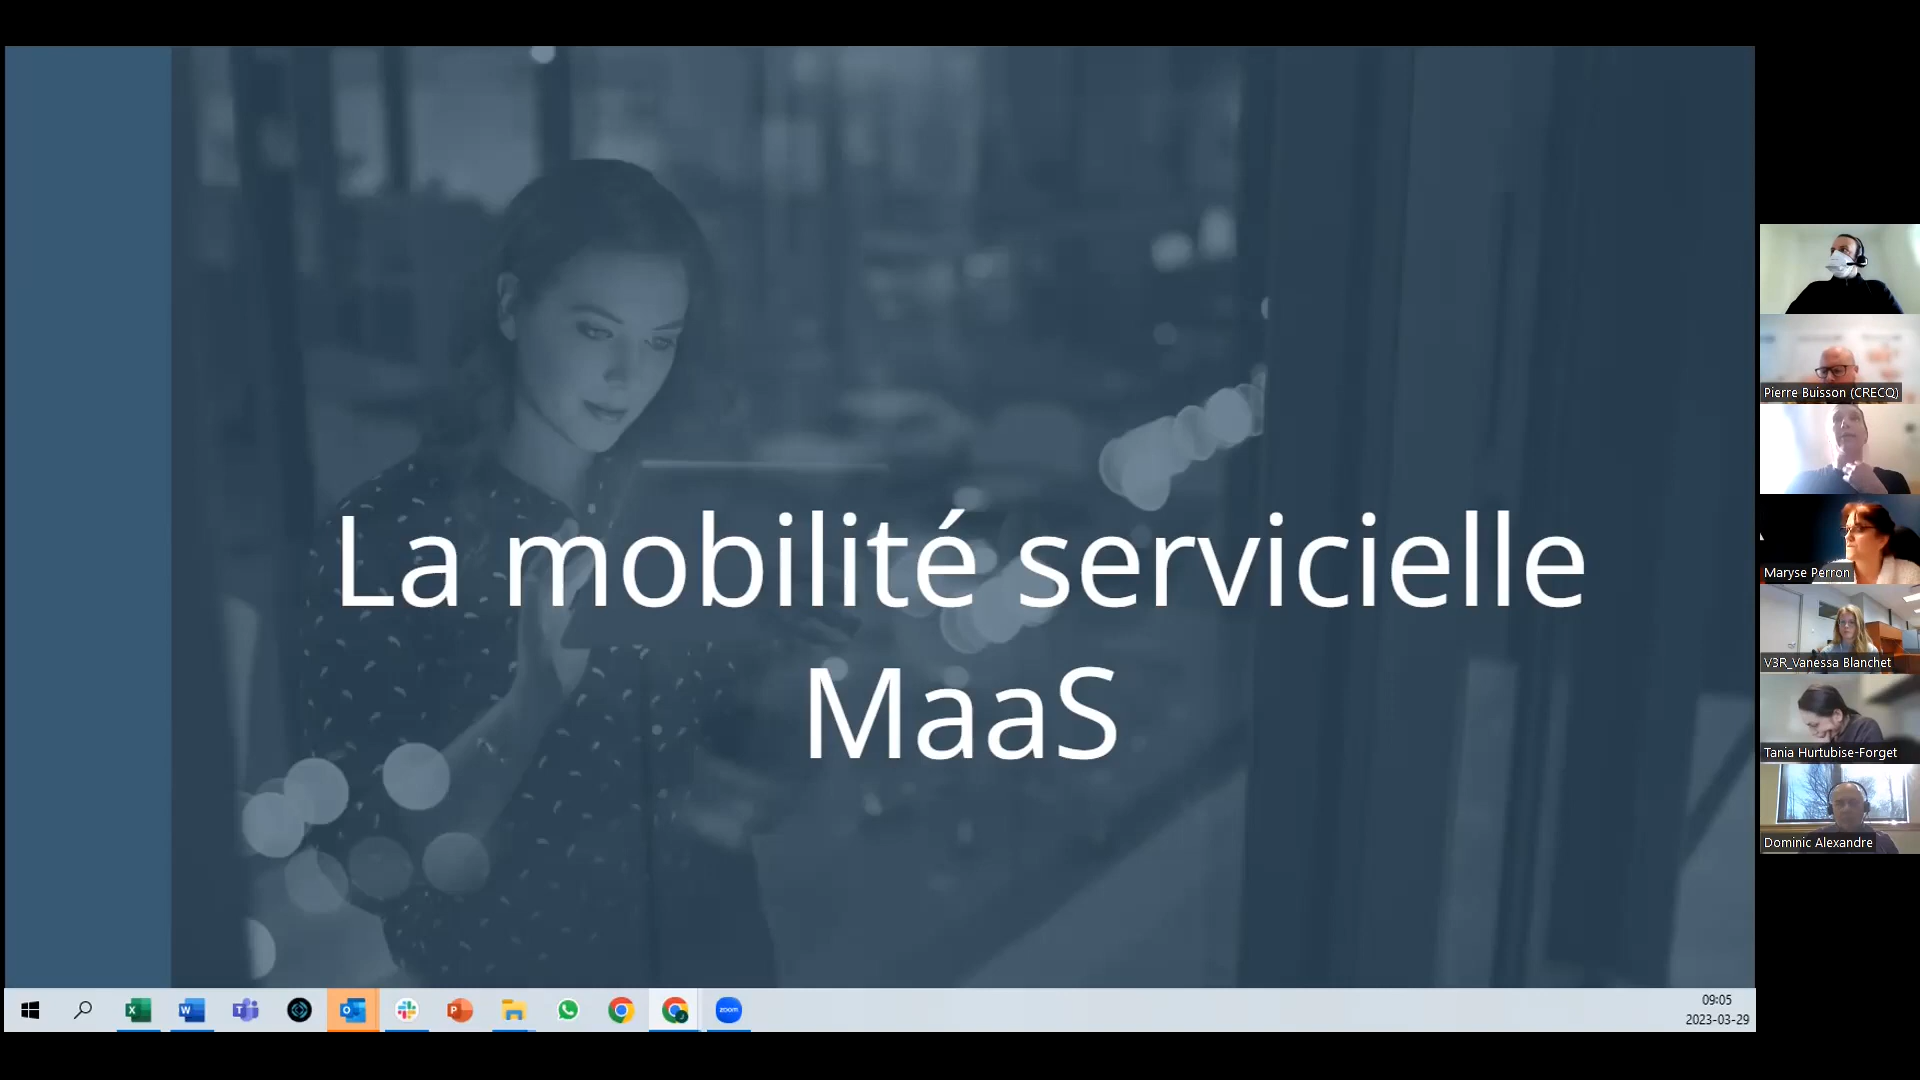 La mobilité servicielle
MaaS
Pierre Buisson (CRECQ)
Maryse Perron
V3R_Vanessa Blanchet
Tania Hurtubise-Forget
Dominic Alexandre
zoom
09:05
2023-03-29